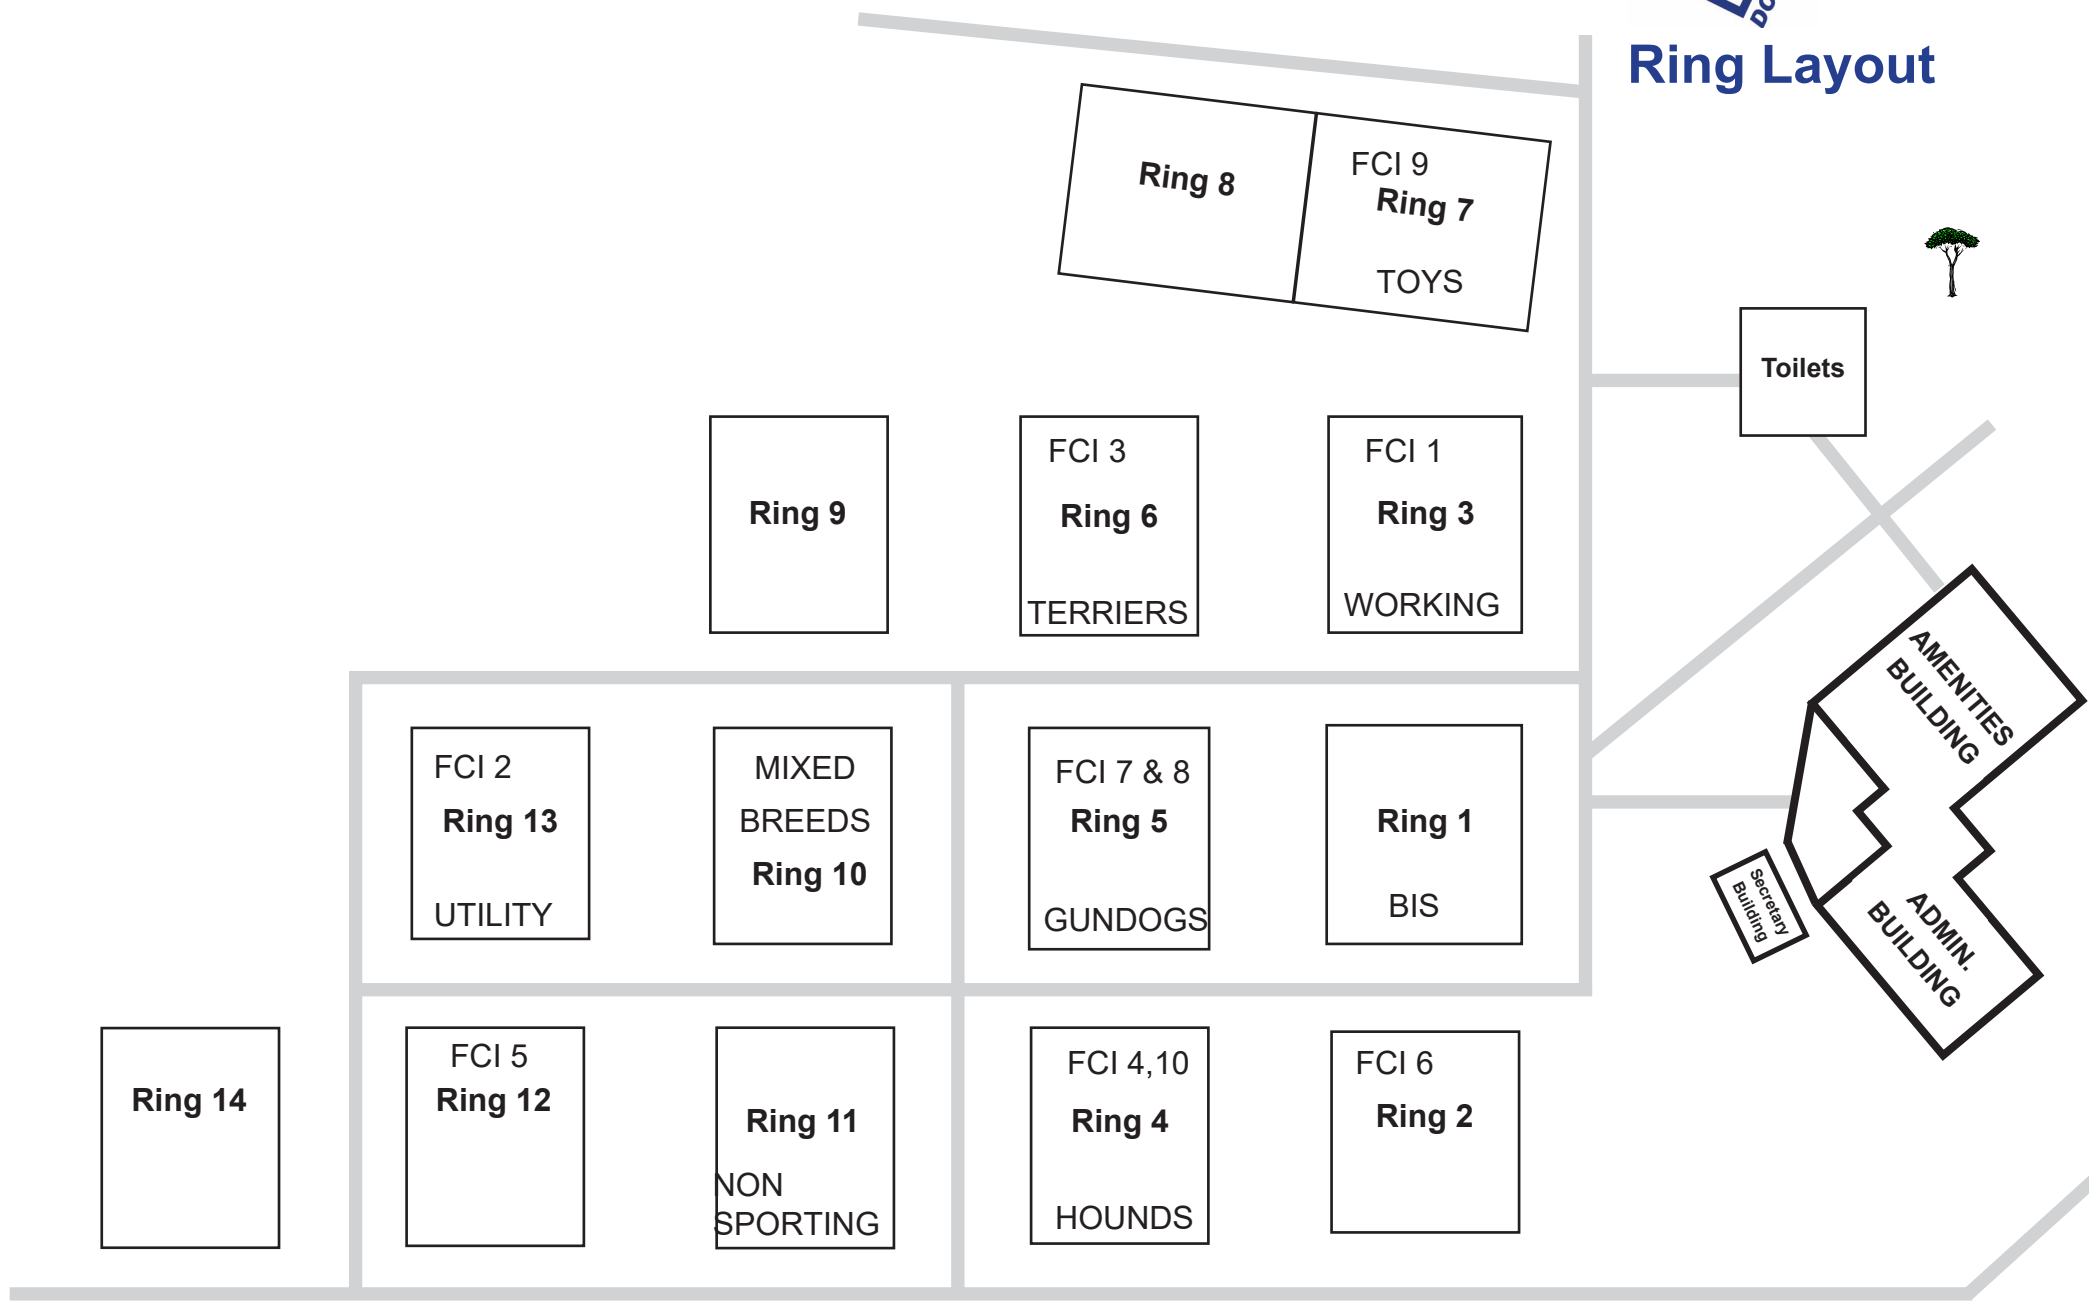 DO
Ring Layout
Ring 8
FCI 9
Ring 7
TOYS
Toilets
Ring 9
FCI 3
Ring 6
TERRIERS
FCI 1
Ring 3
WORKING
AMENITIES
BUILDING
FCI 2
Ring 13
UTILITY
MIXED
BREEDS
Ring 10
FCI 7 & 8
Ring 5
GUNDOGS
Ring 1
BIS
Secretary
Building
ADMIN.
BUILDING
Ring 14
FCI 5
Ring 12
Ring 11
NON
SPORTING
FCI 4,10
Ring 4
HOUNDS
FCI 6
Ring 2